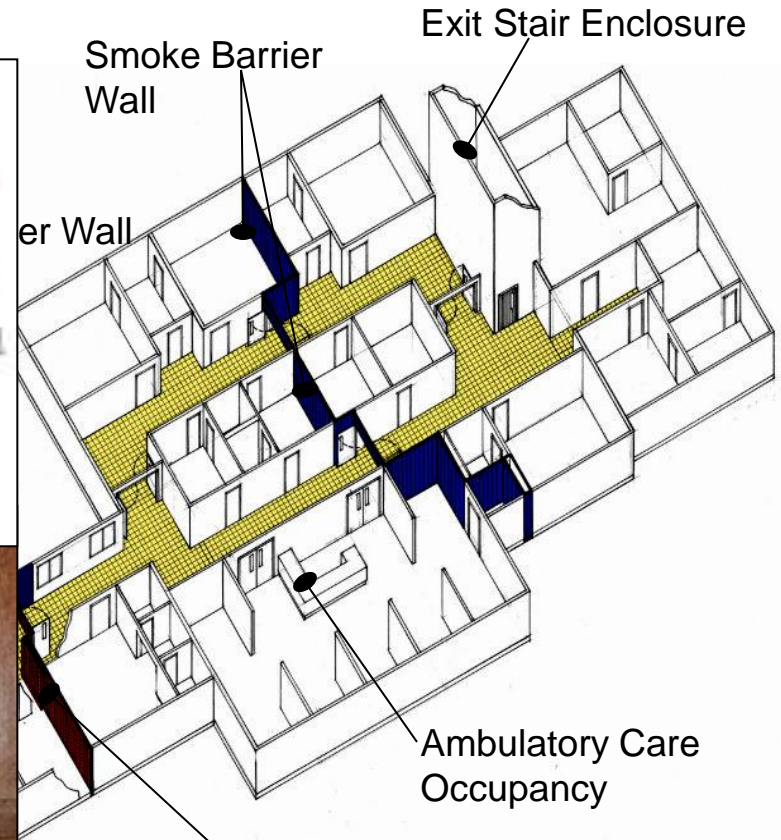 Exit Stair Enclosure
Smoke Barrier
Wall
er Wall
Ambulatory Care
Occupancy